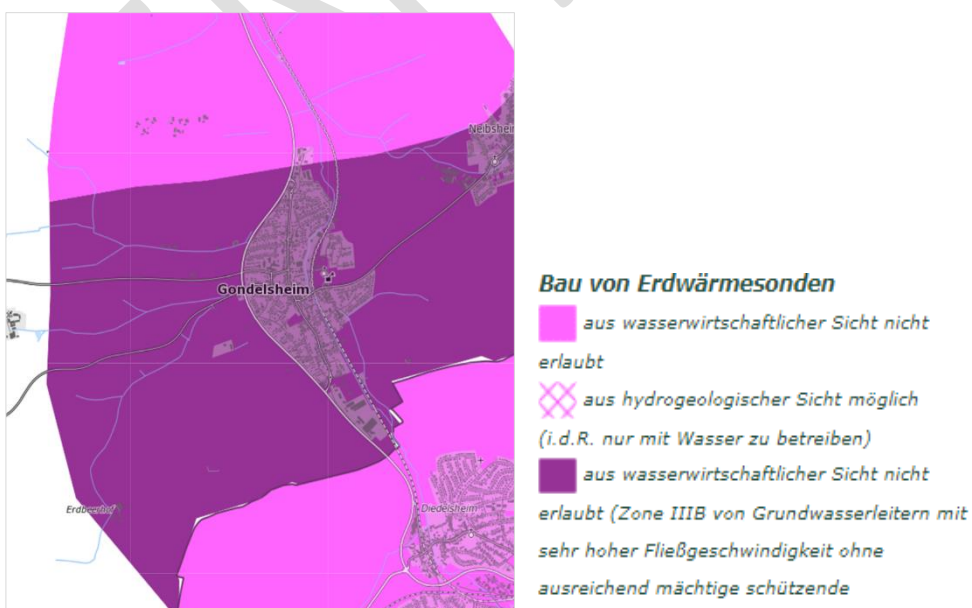 Neibshei
Gondelsheim
Erdbeerhof
Diedelsheim
Bau von Erdwärmesonden
aus wasserwirtschaftlicher Sicht nicht
erlaubt
aus hydrogeologischer Sicht möglich
(i.d.R. nur mit Wasser zu betreiben)
aus wasserwirtschaftlicher Sicht nicht
erlaubt (Zone IIIB von Grundwasserleitern mit
sehr hoher Fließgeschwindigkeit ohne
ausreichend mächtige schützende